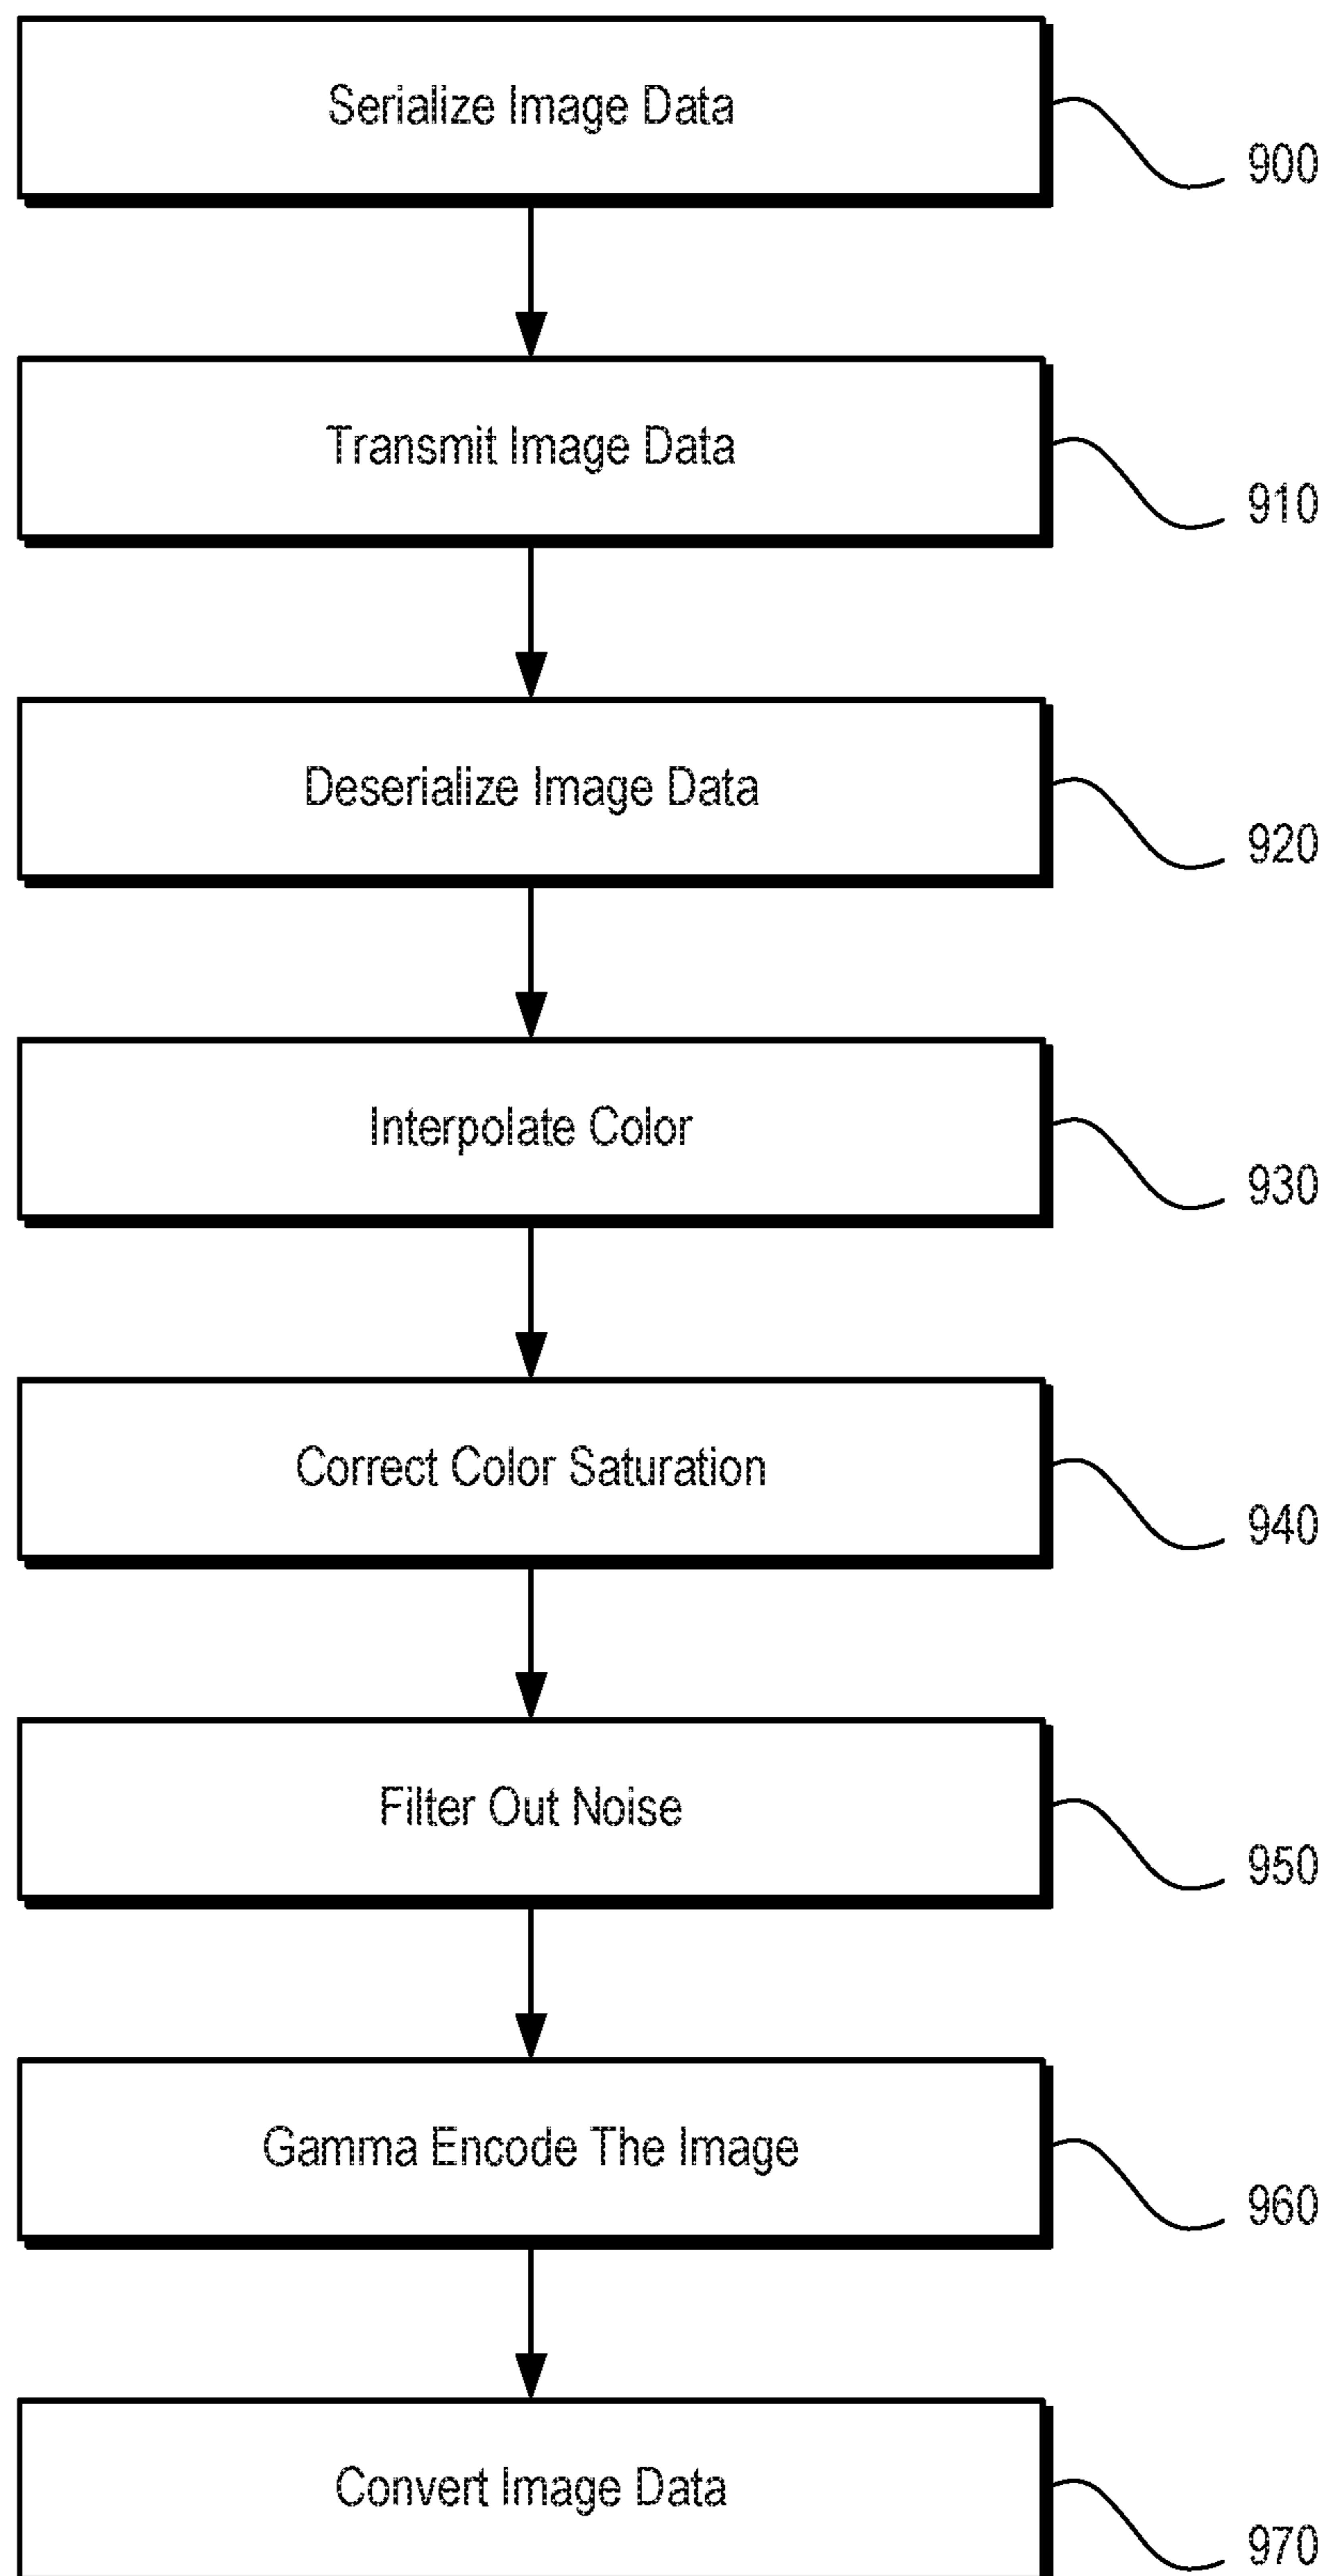 Serialize Image Data
900
Transmit Image Data
910
Deserialize Image Data
920
Interpolate Color
930
Correct Color Saturation
940
Filter Out Noise
950
Gamma Encode The Image
960
Convert Image Data
970